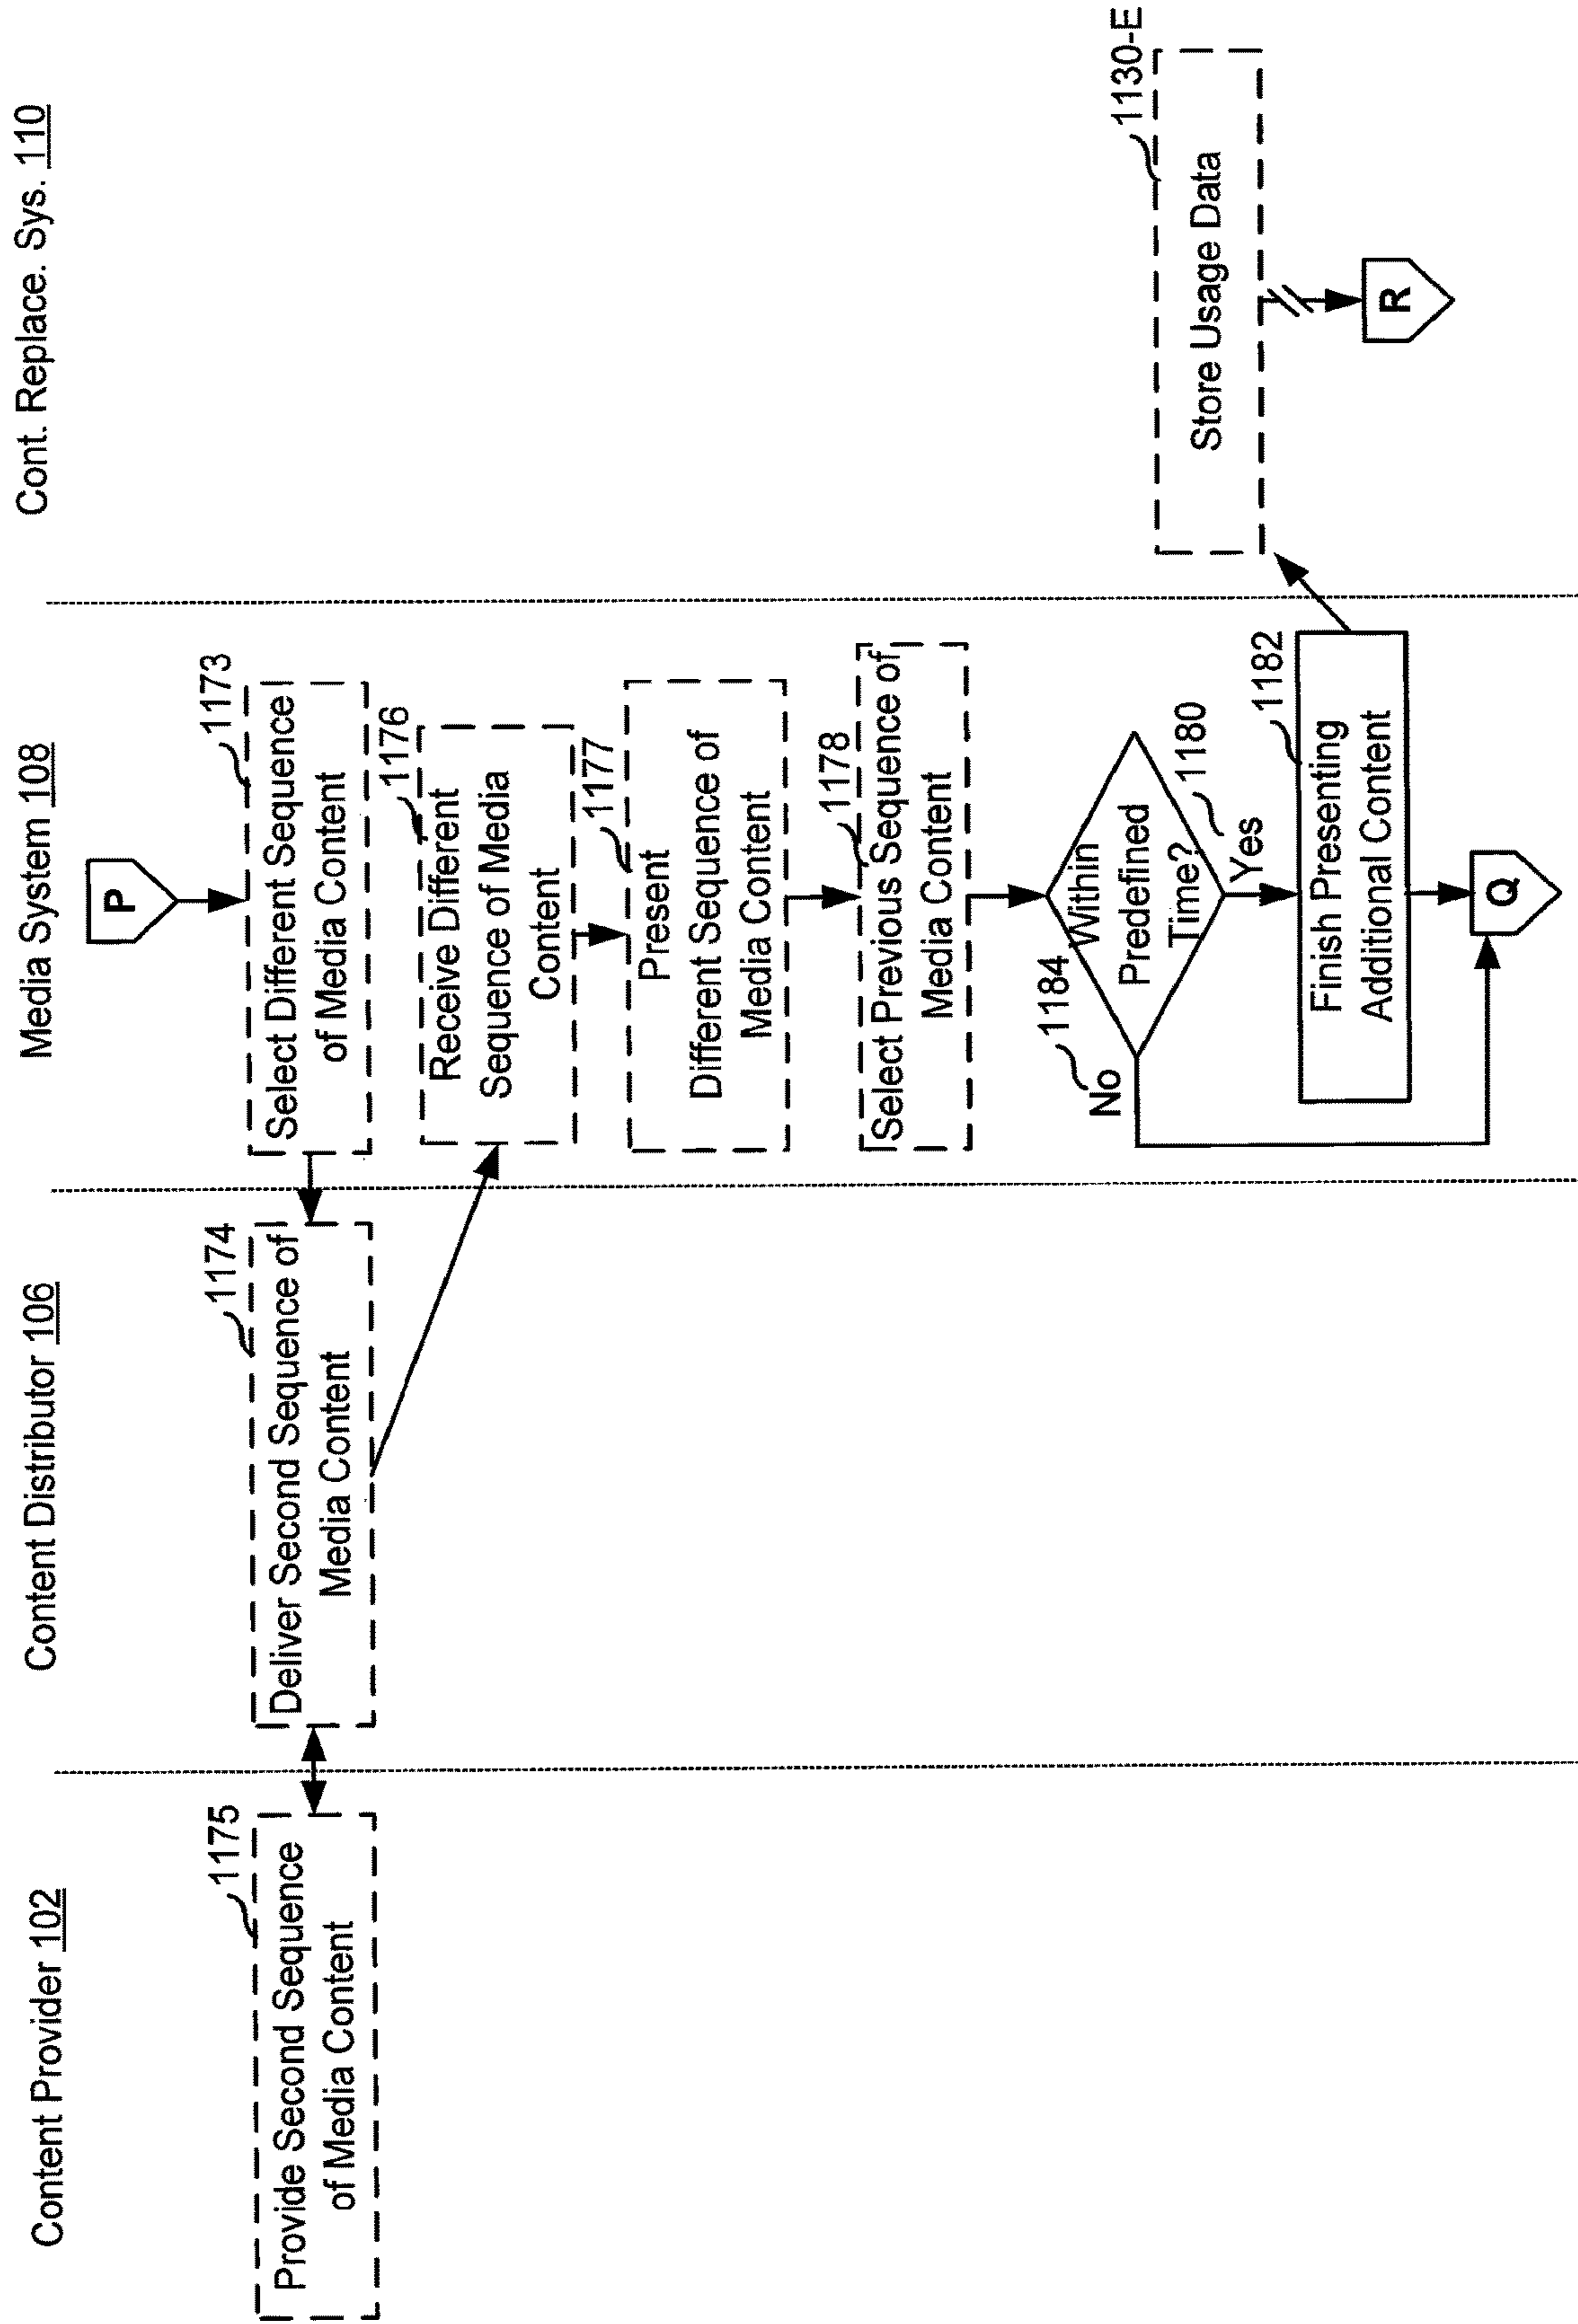 Content Provider 102
Content Distributor 106
Media System 108
Cont. Replace. Sys. 110
P
1175
Provide Second Sequence
of Media Content
1174
Deliver Second Sequence of
Media Content
1173
Select Different Sequence
of Media Content
1176
Receive Different
Sequence of Media
Content
1177
Present
Different Sequence of
Media Content
1178
Select Previous Sequence of
Media Content
Within
Predefined
Time?
1184
No
1180
Yes
1182
Finish Presenting
Additional Content
Q
1130-E
Store Usage Data
R